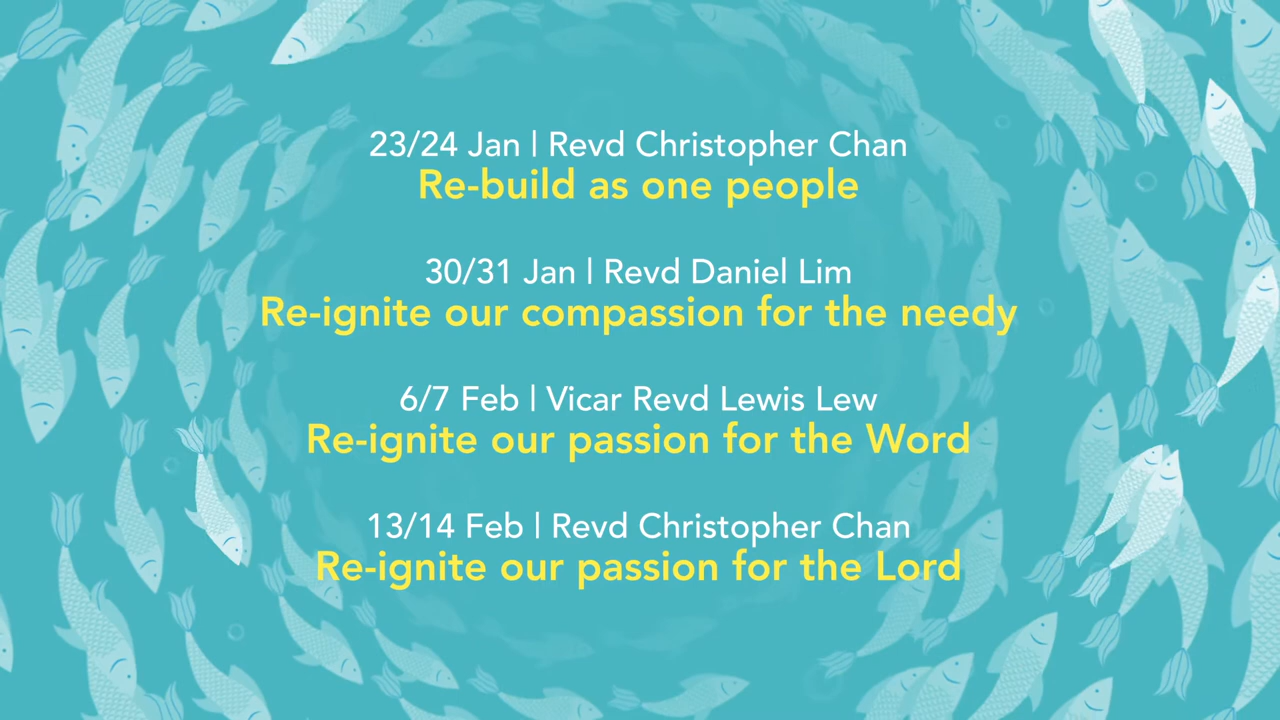 23/24 Jan | Revd Christopher Chan
Re-build as one people
30/31 Jan | Revd Daniel Lim
Re-ignite our compassion for the needy
6/7 Feb | Vicar Revd Lewis Lew
Re-ignite our passion for the Word
13/14 Feb | Revd Christopher Chan
Re-ignite our passion for the Lord